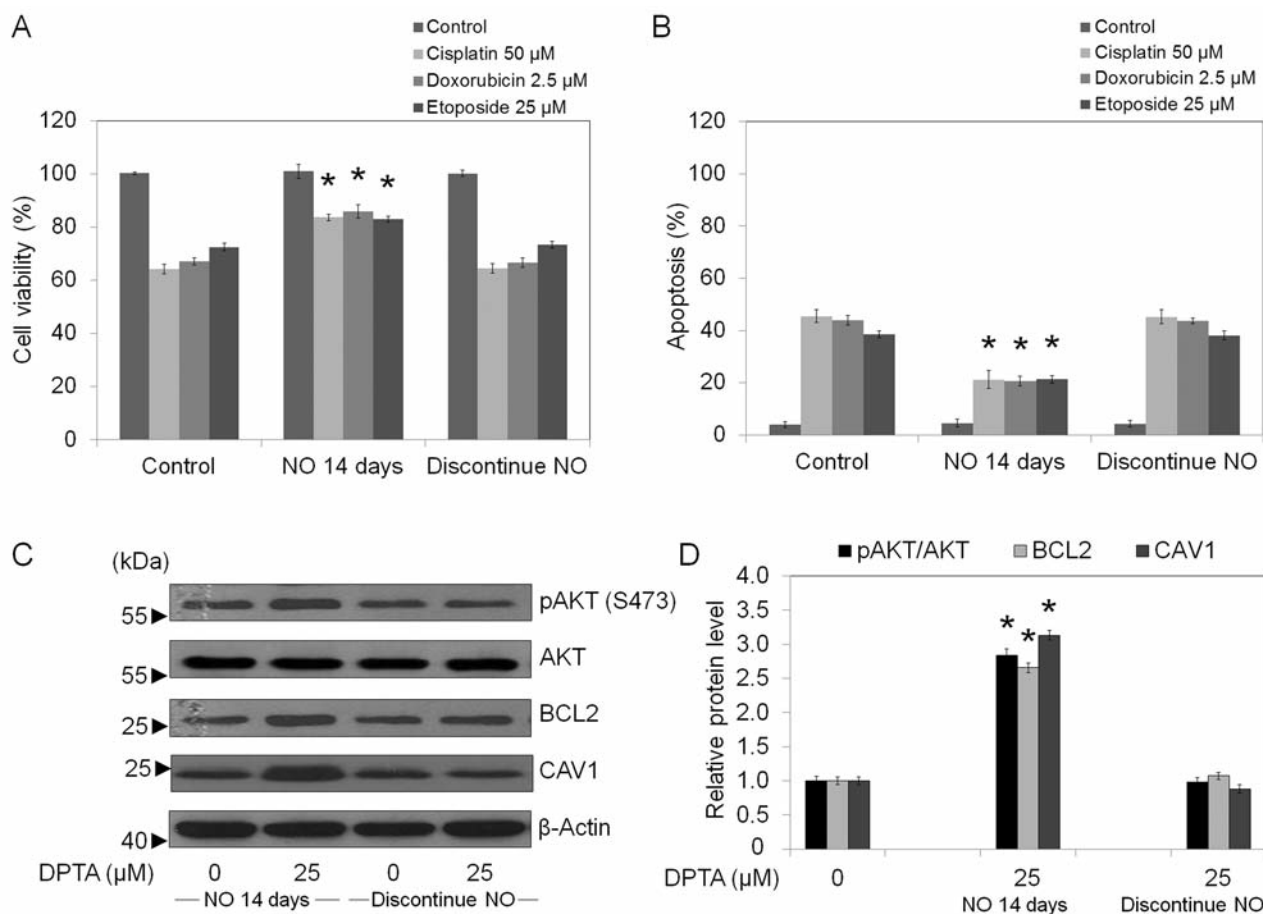 A
Control
Cisplatin 50 µM
Doxorubicin 2.5 µM
Etoposide 25 µM
120
100
80
60
40
20
0
Cell viability (%)
* * *
Control NO 14 days Discontinue NO
B
Control
Cisplatin 50 µM
Doxorubicin 2.5 µM
Etoposide 25 µM
120
100
80
60
40
20
0
Apoptosis (%)
* * *
Control NO 14 days Discontinue NO
C
(kDa)
55 pAKT (S473)
55 AKT
25 BCL2
25 CAV1
40 β-Actin
DPTA (µM) 0 25 0 25
NO 14 days Discontinue NO
D
pAKT/AKT BCL2 CAV1
4.0
3.5
3.0
2.5
2.0
1.5
1.0
0.5
0
Relative protein level
* * *
DPTA (µM) 0 25 25
NO 14 days Discontinue NO